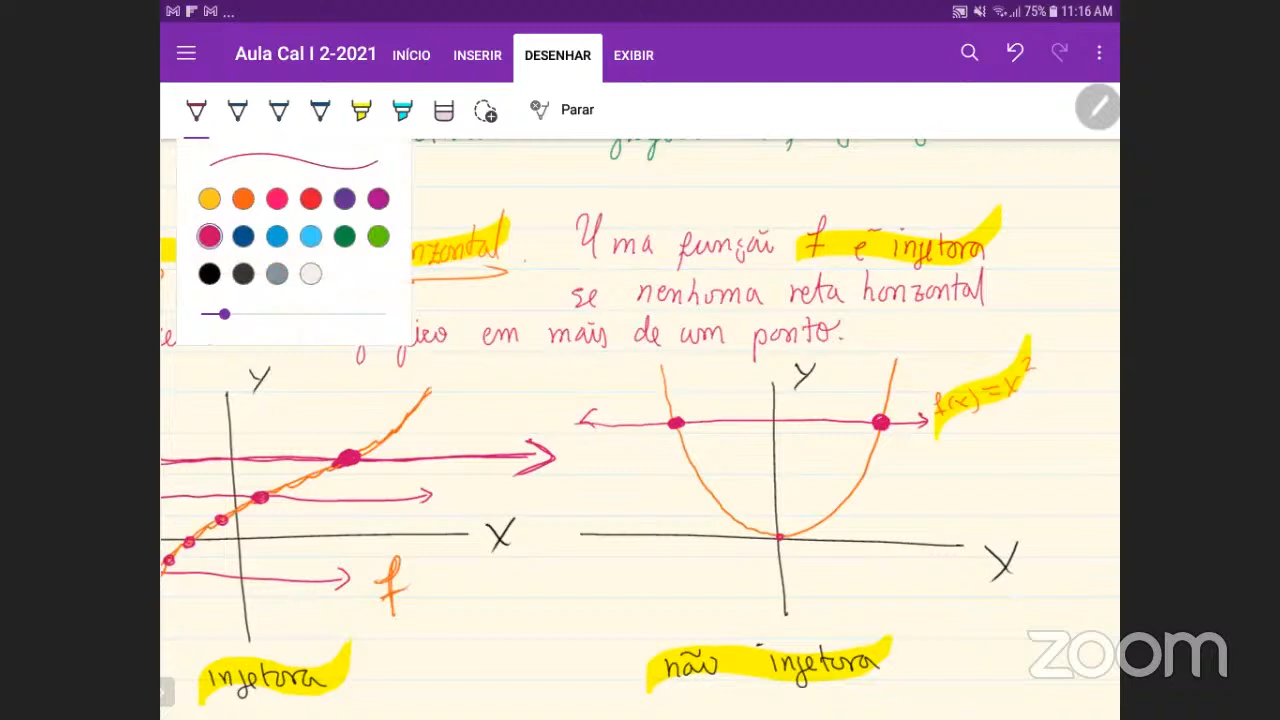 75% 11:16 AM
Aula Cal I 2-2021 INÍCIO INSERIR DESENHAR EXIBIR
Parar
Uma função f é injetora
se nenhuma reta horizontal
em mais de um ponto.
y
y
f(x) = x²
X
X
f
injetora
não injetora
zoom